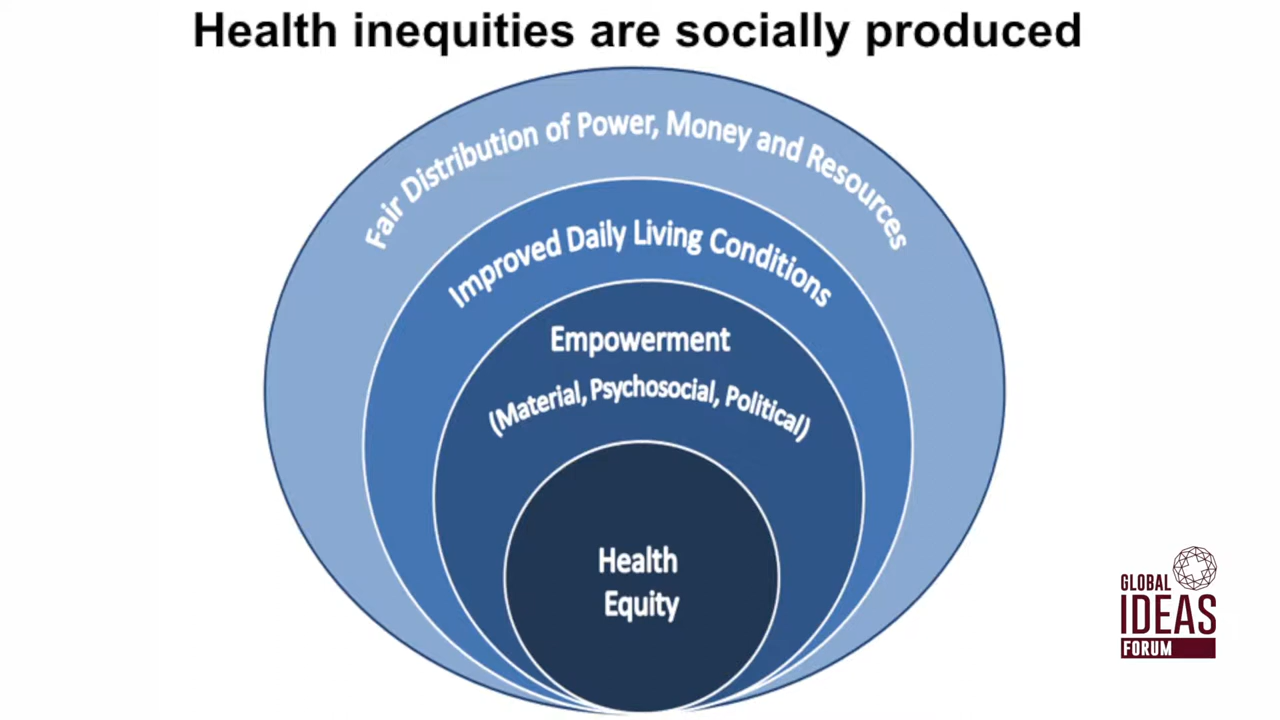 Health inequities are socially produced
Fair Distribution of Power, Money and Resources
Improved Daily Living Conditions
Empowerment
(Material, Psychosocial, Political)
Health
Equity
GLOBAL
IDEAS
FORUM